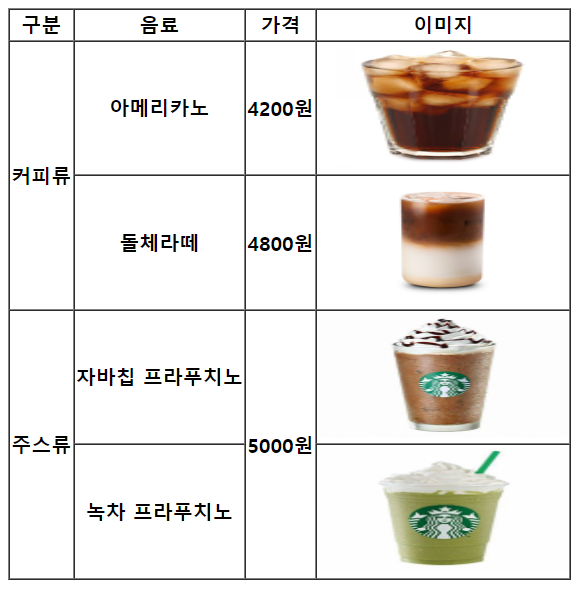 구분 음료 가격 이미지
커피류 아메리카노 4200원
돌체라떼 4800원
주스류 자바칩 프라푸치노 5000원
녹차 프라푸치노